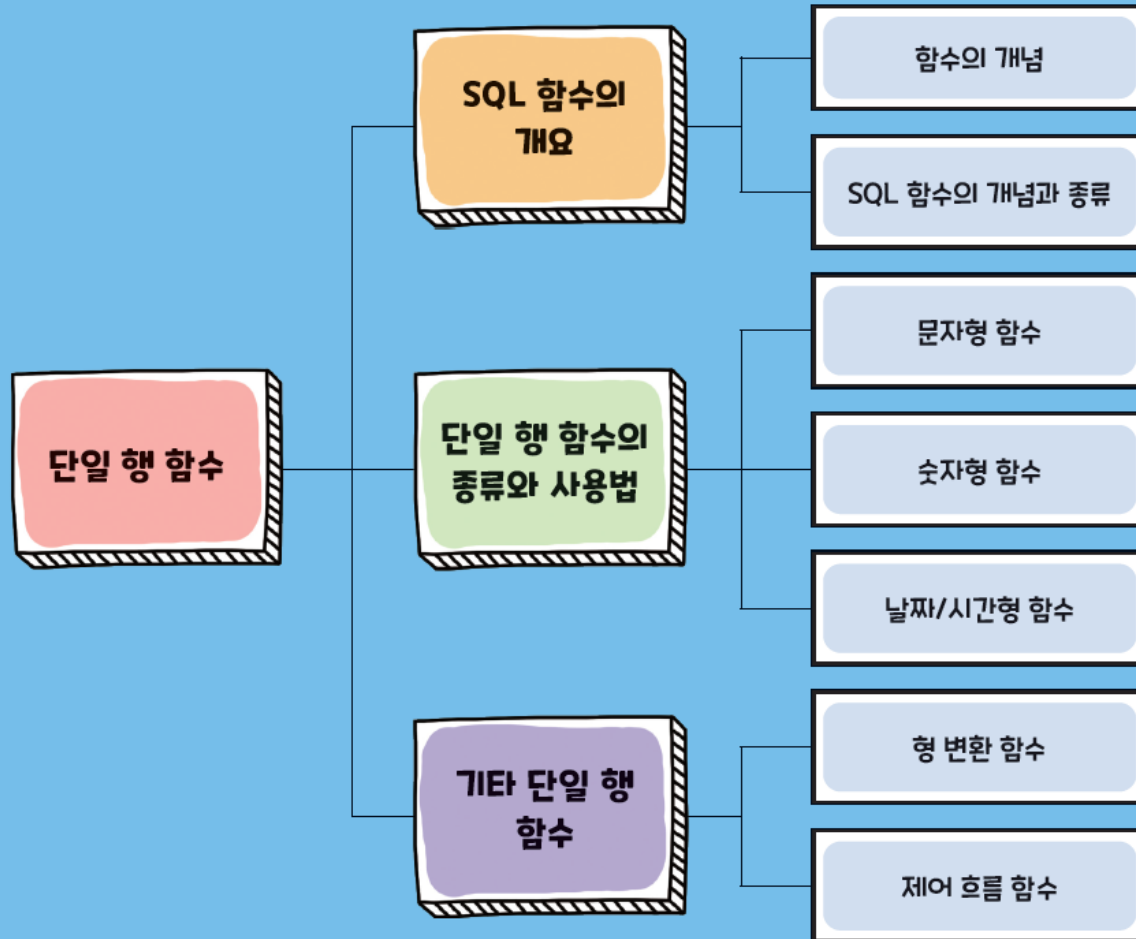 단일 행 함수
SQL 함수의
개요
함수의 개념
SQL 함수의 개념과 종류
단일 행 함수의
종류와 사용법
문자형 함수
숫자형 함수
날짜/시간형 함수
기타 단일 행
함수
형 변환 함수
제어 흐름 함수